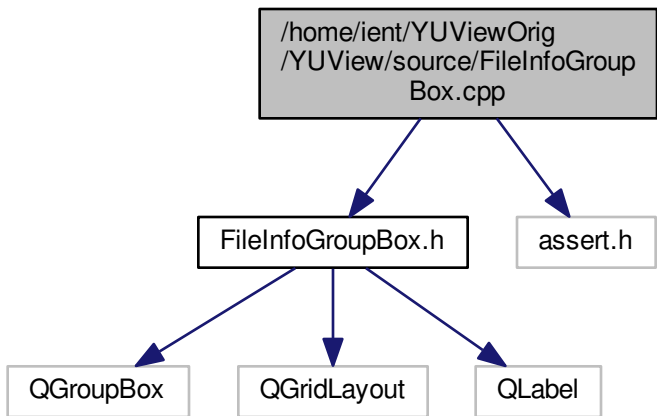 /home/ient/YUViewOrig
/YUView/source/FileInfoGroup
Box.cpp
FileInfoGroupBox.h
assert.h
QGroupBox
QGridLayout
QLabel